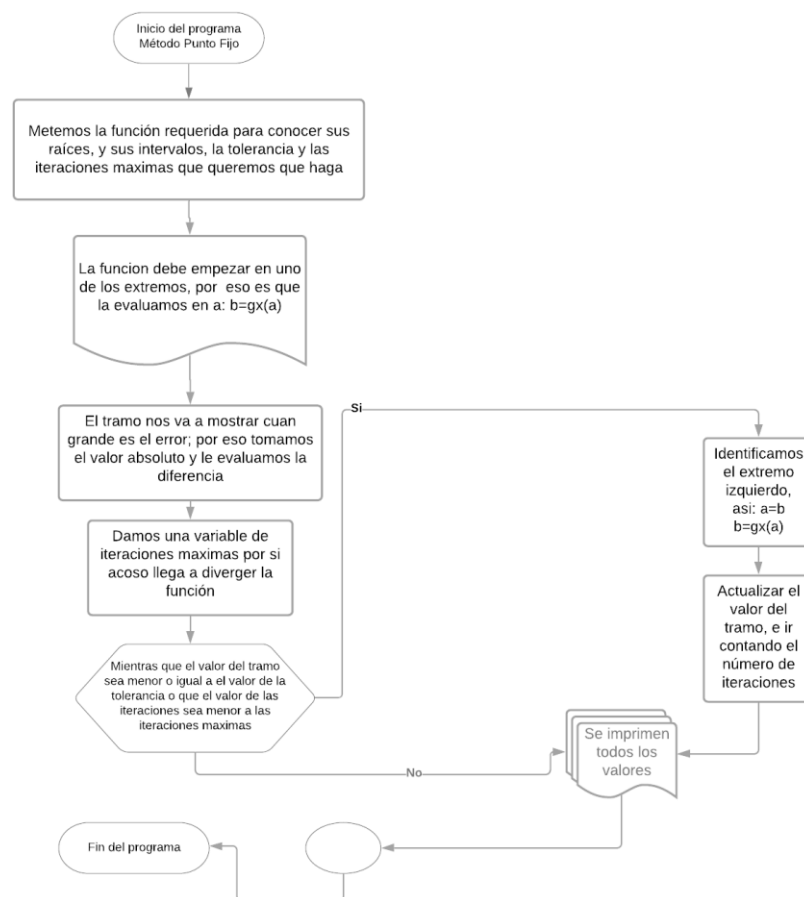 Inicio del programa
Método Punto Fijo
Metemos la función requerida para conocer sus
raíces, y sus intervalos, la tolerancia y las
iteraciones maximas que queremos que haga
La funcion debe empezar en uno
de los extremos, por eso es que
la evaluamos en a: b=gx(a)
El tramo nos va a mostrar cuan
grande es el error; por eso tomamos
el valor absoluto y le evaluamos la
diferencia
Damos una variable de
iteraciones maximas por si
acoso llega a diverger la
función
Mientras que el valor del tramo
sea menor o igual a el valor de la
tolerancia o que el valor de las
iteraciones sea menor a las
iteraciones maximas
Si
Identificamos
el extremo
izquierdo,
asi: a=b
b=gx(a)
Actualizar el
valor del
tramo, e ir
contando el
número de
iteraciones
No
Se imprimen
todos los
valores
Fin del programa